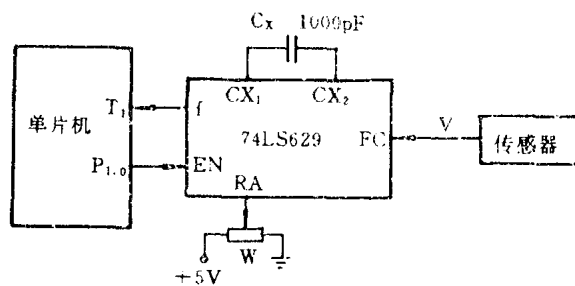 Cx 1000pF
CX₁ CX₂
T₁ f
单片机 74LS629 FC V 传感器
P₁.₀ EN
RA
W
+5V